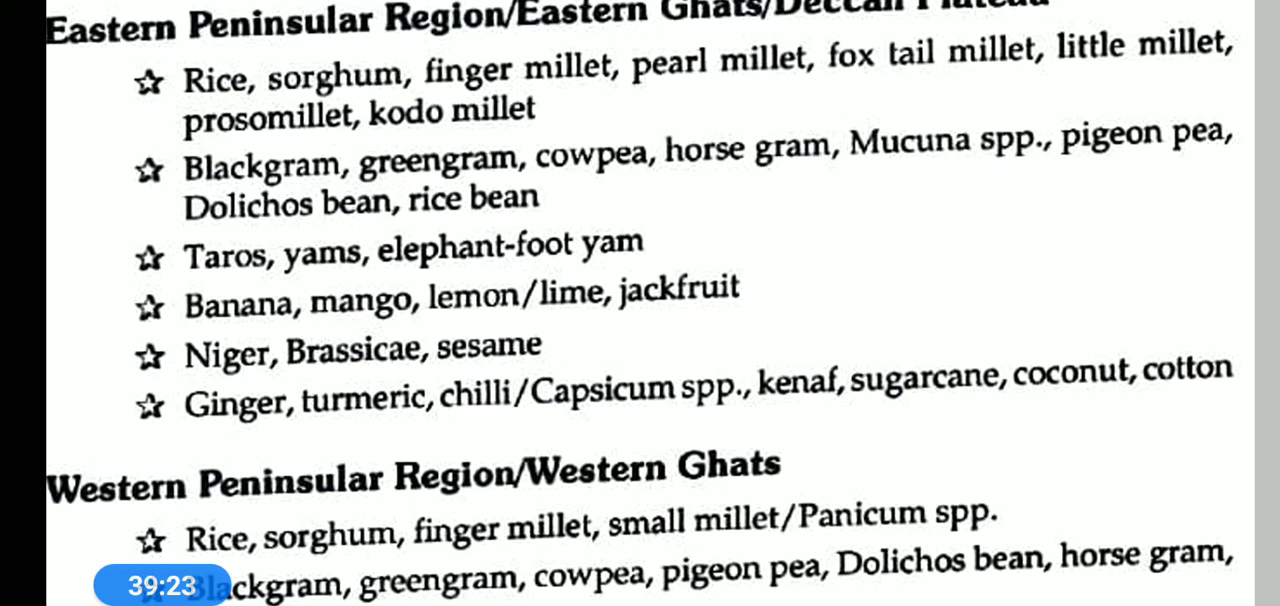 Eastern Peninsular Region/Eastern Ghats/Deccan Plateau
☆ Rice, sorghum, finger millet, pearl millet, fox tail millet, little millet,
prosomillet, kodo millet
☆ Blackgram, greengram, cowpea, horse gram, Mucuna spp., pigeon pea,
Dolichos bean, rice bean
☆ Taros, yams, elephant-foot yam
☆ Banana, mango, lemon/lime, jackfruit
☆ Niger, Brassicae, sesame
☆ Ginger, turmeric, chilli/Capsicum spp., kenaf, sugarcane, coconut, cotton
Western Peninsular Region/Western Ghats
☆ Rice, sorghum, finger millet, small millet/Panicum spp.
☆ Blackgram, greengram, cowpea, pigeon pea, Dolichos bean, horse gram,
39:23